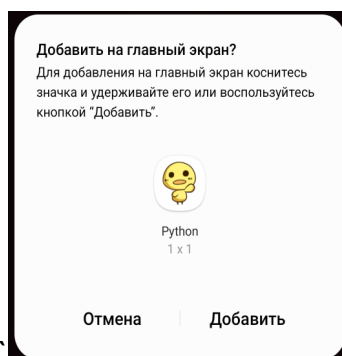 Добавить на главный экран?
Для добавления на главный экран коснитесь
значка и удерживайте его или воспользуйтесь
кнопкой “Добавить”.
Python
1 x 1
Отмена
Добавить